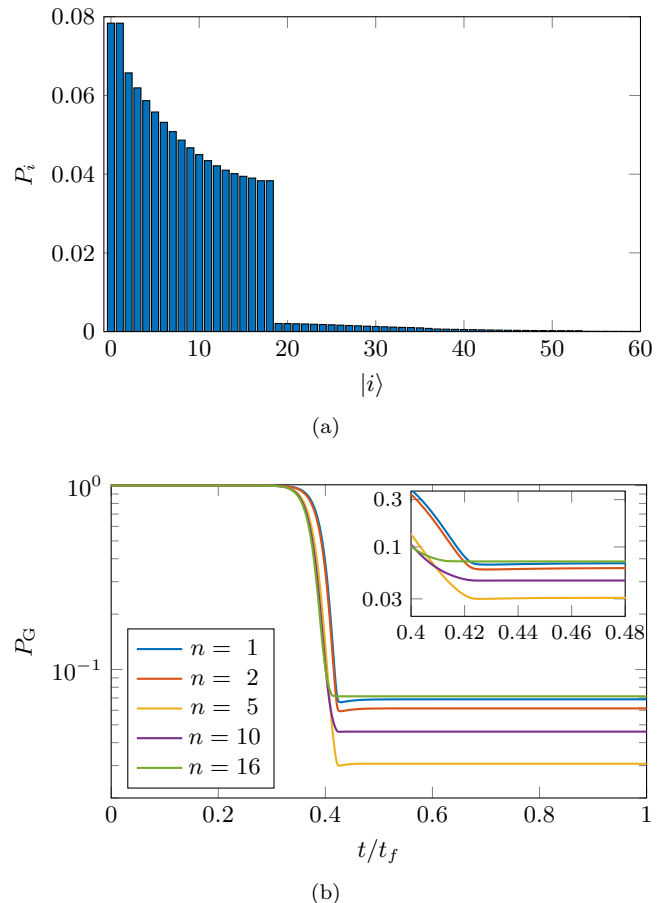 0.08
0.06
0.04
0.02
0
P_i
0 10 20 30 40 50 60
|i⟩
(a)
10^0
10^{-1}
P_G
0.3
0.1
0.03
0.4 0.42 0.44 0.46 0.48
n = 1
n = 2
n = 5
n = 10
n = 16
0 0.2 0.4 0.6 0.8 1
t/t_f
(b)